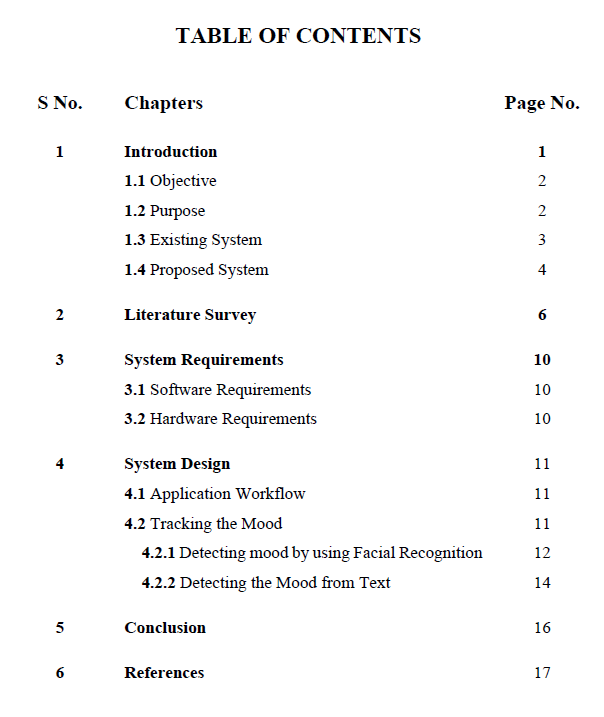 TABLE OF CONTENTS
S No. Chapters Page No.
1 Introduction 1
1.1 Objective 2
1.2 Purpose 2
1.3 Existing System 3
1.4 Proposed System 4
2 Literature Survey 6
3 System Requirements 10
3.1 Software Requirements 10
3.2 Hardware Requirements 10
4 System Design 11
4.1 Application Workflow 11
4.2 Tracking the Mood 11
4.2.1 Detecting mood by using Facial Recognition 12
4.2.2 Detecting the Mood from Text 14
5 Conclusion 16
6 References 17